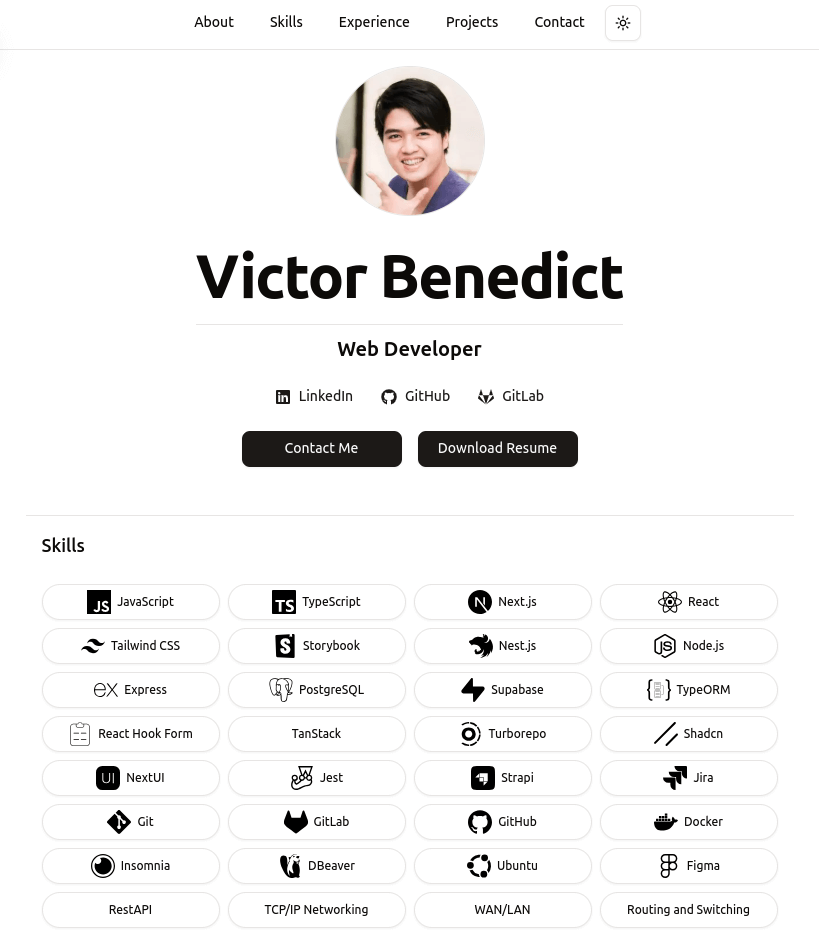 About Skills Experience Projects Contact
Victor Benedict
Web Developer
LinkedIn GitHub GitLab
Contact Me Download Resume
Skills
JS JavaScript TS TypeScript N Next.js React
Tailwind CSS S Storybook Nest.js JS Node.js
ex Express PostgreSQL Supabase TypeORM
React Hook Form TanStack Turborepo Shadcn
UI NextUI Jest Strapi Jira
Git GitLab GitHub Docker
Insomnia DBeaver Ubuntu Figma
RestAPI TCP/IP Networking WAN/LAN Routing and Switching